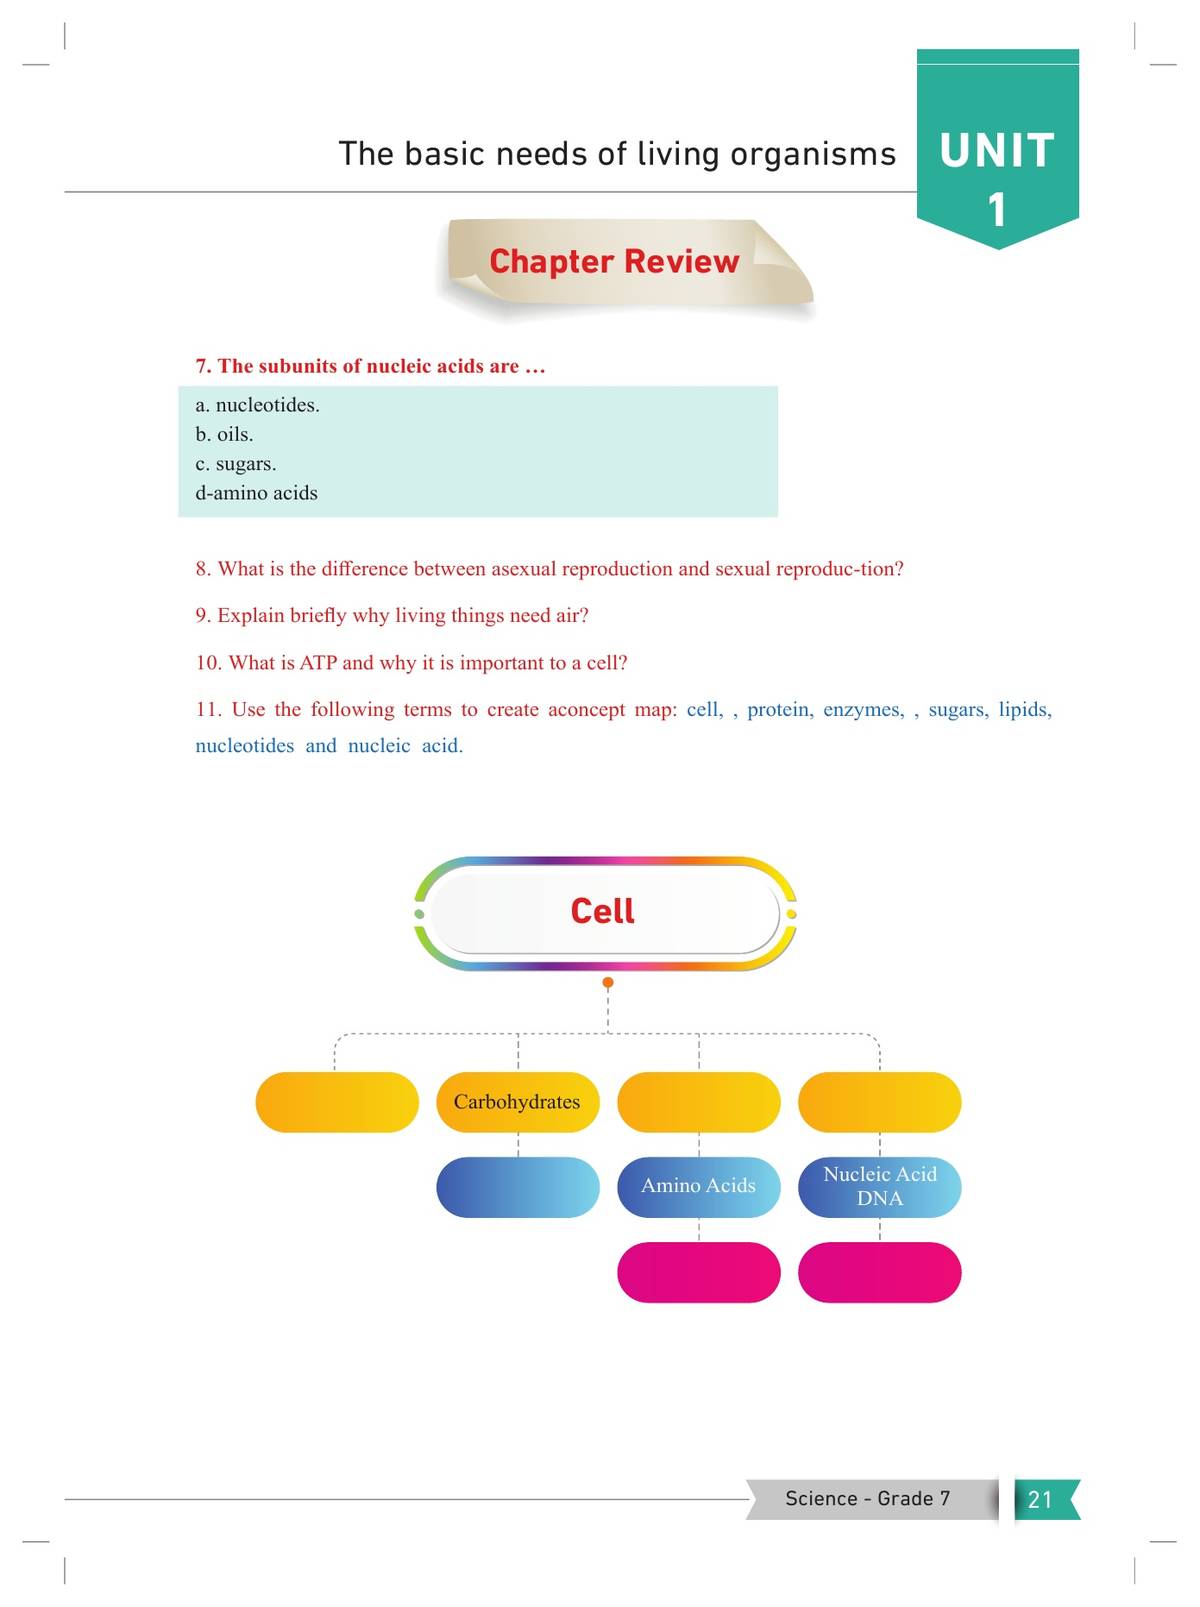 The basic needs of living organisms
UNIT
1
Chapter Review
7. The subunits of nucleic acids are …
a. nucleotides.
b. oils.
c. sugars.
d-amino acids
8. What is the difference between asexual reproduction and sexual reproduc-tion?
9. Explain briefly why living things need air?
10. What is ATP and why it is important to a cell?
11. Use the following terms to create aconcept map: cell, , protein, enzymes, , sugars, lipids,
nucleotides and nucleic acid.
Cell
Carbohydrates
Amino Acids
Nucleic Acid
DNA
Science - Grade 7
21